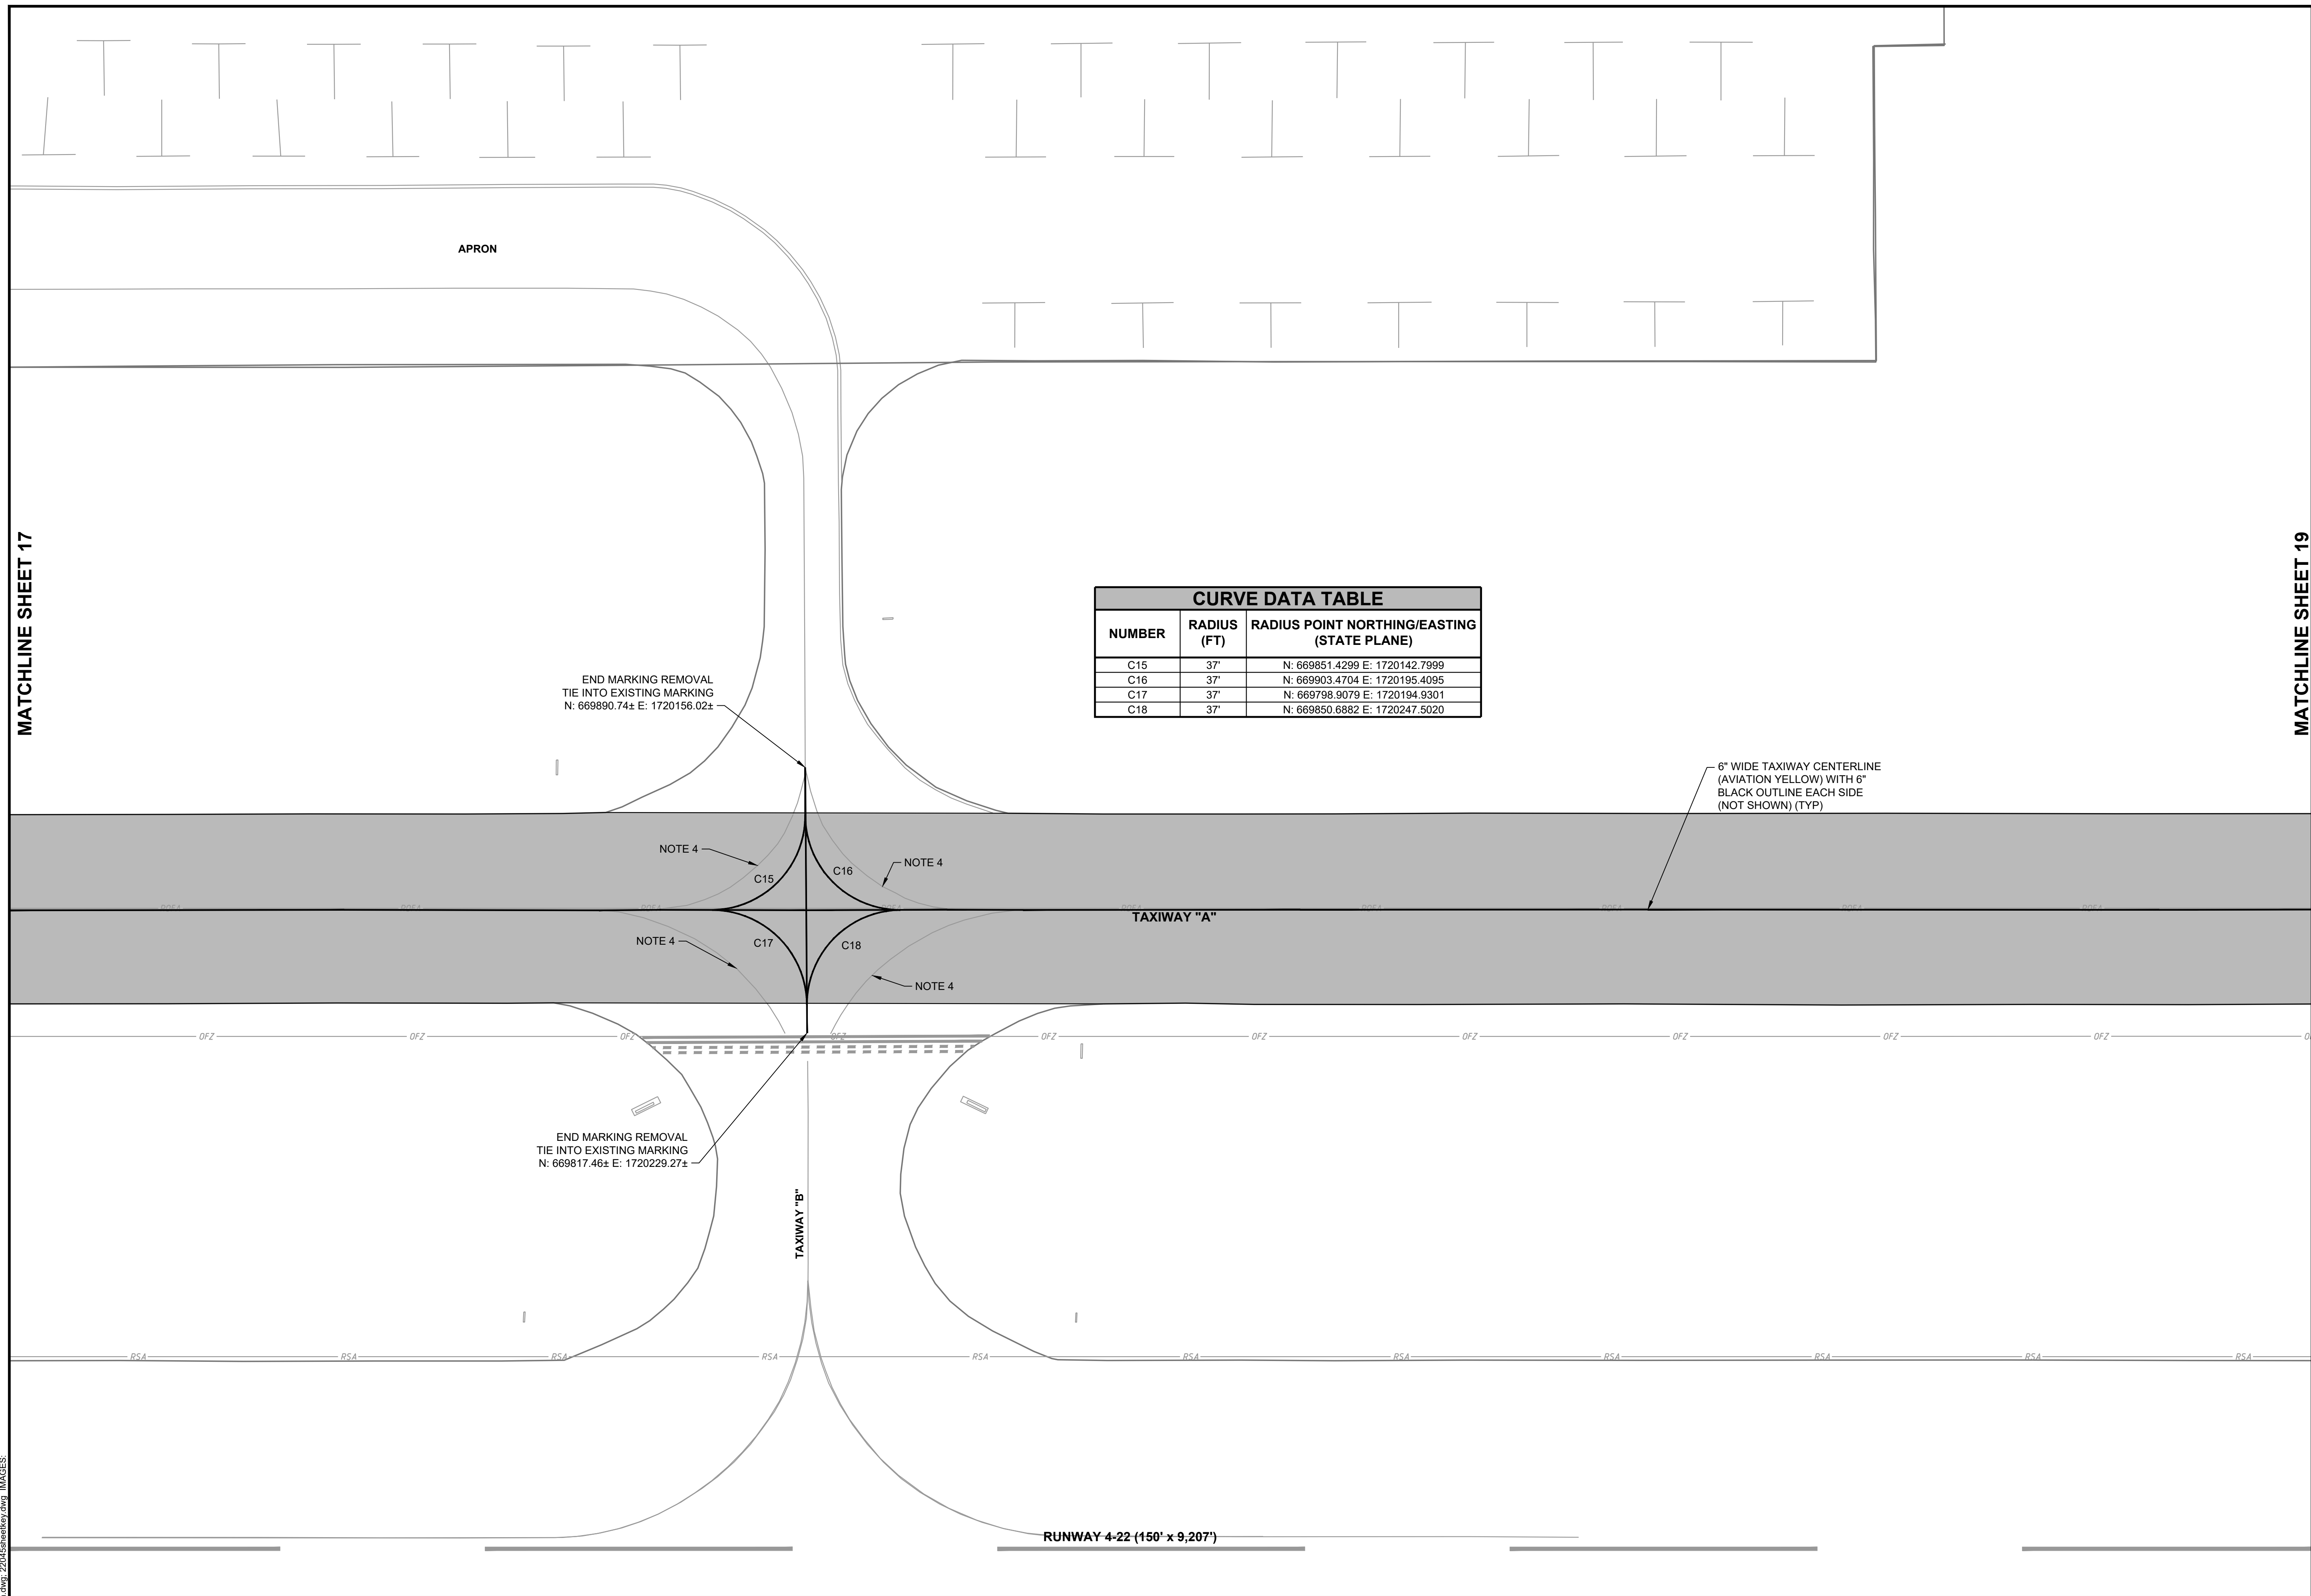 APRON
MATCHLINE SHEET 17
MATCHLINE SHEET 19
CURVE DATA TABLE
NUMBER RADIUS (FT) RADIUS POINT NORTHING/EASTING (STATE PLANE)
C15 37' N: 669851.4299 E: 1720142.7999
C16 37' N: 669903.4704 E: 1720195.4095
C17 37' N: 669798.9079 E: 1720194.9301
C18 37' N: 669850.6882 E: 1720247.5020
END MARKING REMOVAL
TIE INTO EXISTING MARKING
N: 669890.74± E: 1720156.02±
6" WIDE TAXIWAY CENTERLINE
(AVIATION YELLOW) WITH 6"
BLACK OUTLINE EACH SIDE
(NOT SHOWN) (TYP)
NOTE 4
NOTE 4
C15
C16
TAXIWAY "A"
NOTE 4
C17
C18
NOTE 4
OFZ OFZ OFZ OFZ OFZ OFZ OFZ OFZ OFZ OFZ
END MARKING REMOVAL
TIE INTO EXISTING MARKING
N: 669817.46± E: 1720229.27±
TAXIWAY "B"
RSA RSA RSA RSA RSA RSA RSA RSA RSA RSA RSA
RUNWAY 4-22 (150' x 9,207')
.dwg; 22045sheetkey.dwg IMAGES: